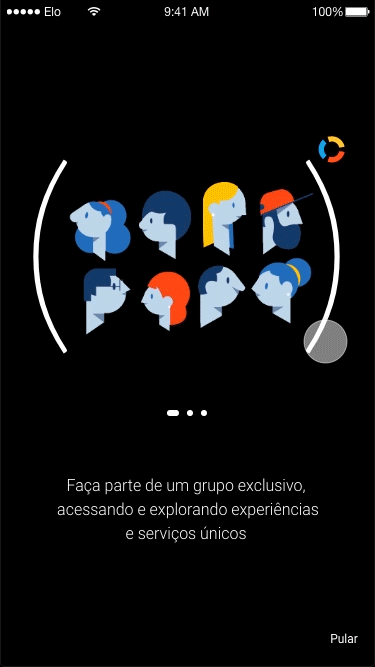 Elo
9:41 AM
100%
Faça parte de um grupo exclusivo,
acessando e explorando experiências
e serviços únicos
Pular